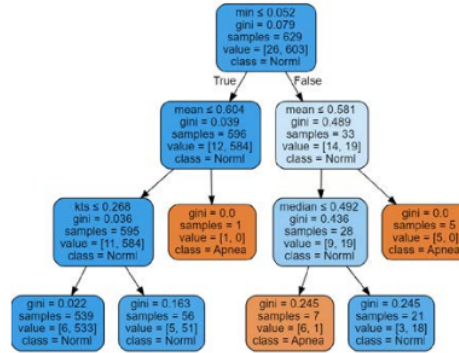 min ≤ 0.052
gini = 0.079
samples = 629
value = [26, 603]
class = Norml
True
False
mean ≤ 0.604
gini = 0.039
samples = 596
value = [12, 584]
class = Norml
mean ≤ 0.581
gini = 0.489
samples = 33
value = [14, 19]
class = Norml
kts ≤ 0.268
gini = 0.036
samples = 595
value = [11, 584]
class = Norml
gini = 0.0
samples = 1
value = [1, 0]
class = Apnea
median ≤ 0.492
gini = 0.436
samples = 28
value = [9, 19]
class = Norml
gini = 0.0
samples = 5
value = [5, 0]
class = Apnea
gini = 0.022
samples = 539
value = [6, 533]
class = Norml
gini = 0.163
samples = 56
value = [5, 51]
class = Norml
gini = 0.245
samples = 7
value = [6, 1]
class = Apnea
gini = 0.245
samples = 21
value = [3, 18]
class = Norml